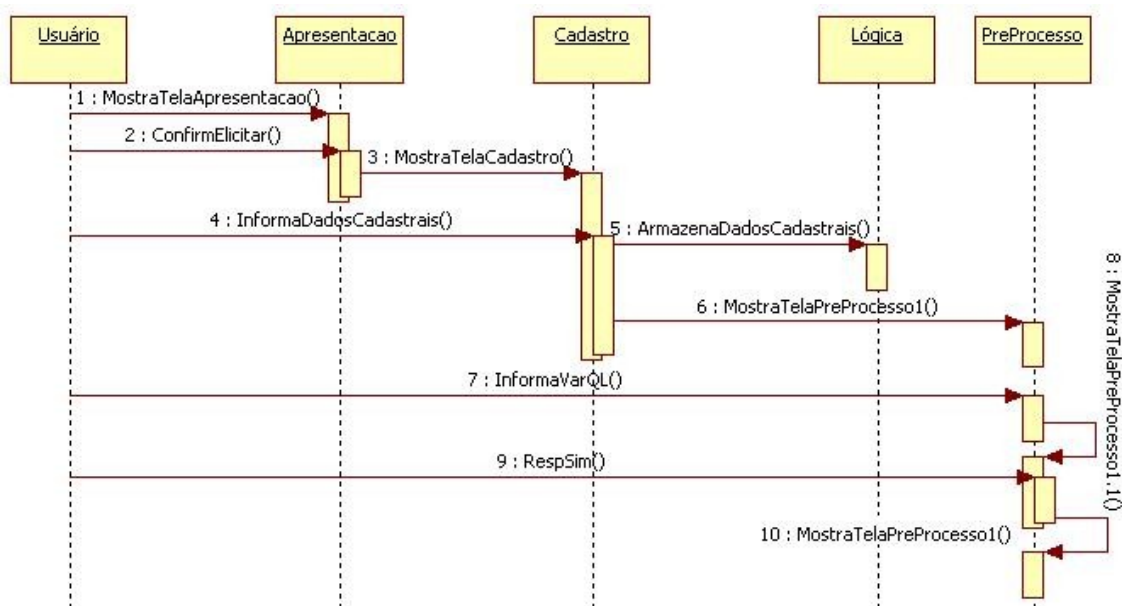 Usuário
Apresentacao
Cadastro
Lógica
PreProcesso
1 : MostraTelaApresentacao()
2 : ConfirmElicitar()
3 : MostraTelaCadastro()
4 : InformaDadosCadastrais()
5 : ArmazenaDadosCadastrais()
6 : MostraTelaPreProcesso1()
7 : InformaVarQL()
8 : MostraTelaPreProcesso1.1()
9 : RespSim()
10 : MostraTelaPreProcesso1()